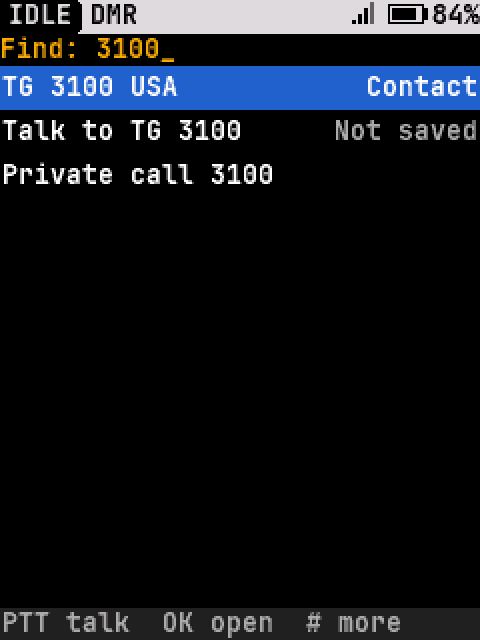 IDLE DMR 84%
Find: 3100_
TG 3100 USA Contact
Talk to TG 3100 Not saved
Private call 3100
PTT talk OK open # more